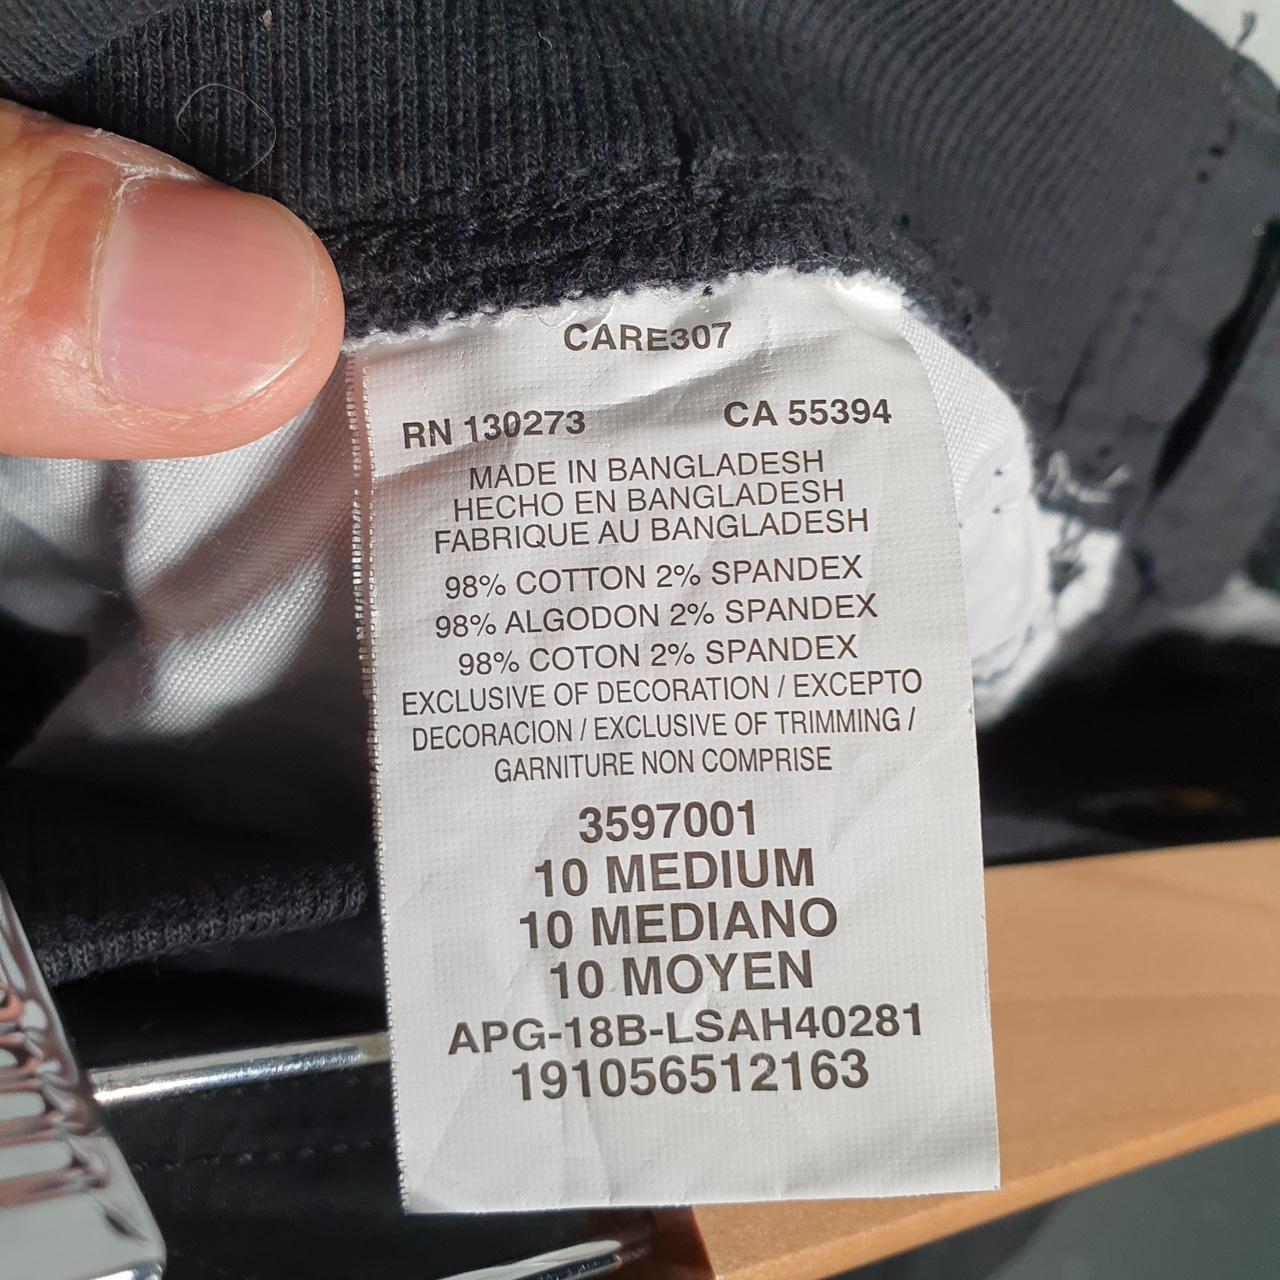 CARE307
RN 130273 CA 55394
MADE IN BANGLADESH
HECHO EN BANGLADESH
FABRIQUE AU BANGLADESH
98% COTTON 2% SPANDEX
98% ALGODON 2% SPANDEX
98% COTON 2% SPANDEX
EXCLUSIVE OF DECORATION / EXCEPTO
DECORACION / EXCLUSIVE OF TRIMMING /
GARNITURE NON COMPRISE
3597001
10 MEDIUM
10 MEDIANO
10 MOYEN
APG-18B-LSAH40281
191056512163